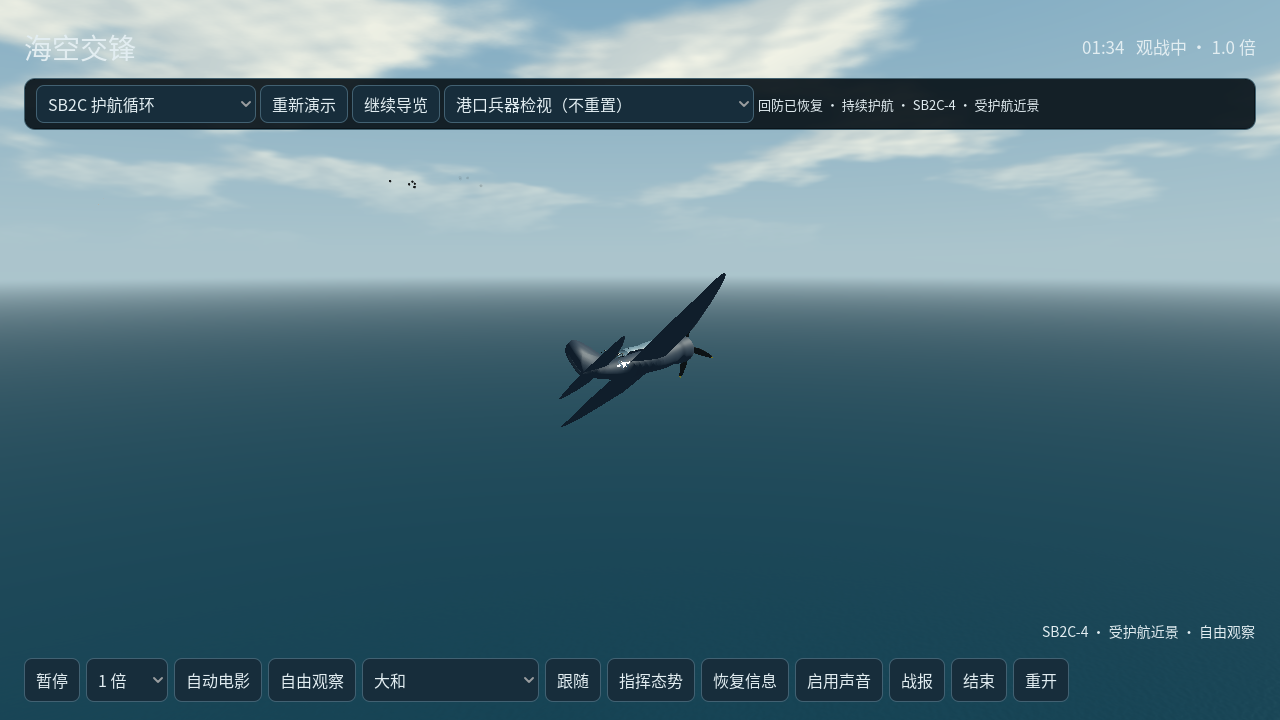 海空交锋
01:34 观战中 · 1.0 倍
SB2C 护航循环
重新演示
继续导览
港口兵器检视（不重置）
回防已恢复 · 持续护航 · SB2C-4 · 受护航近景
SB2C-4 · 受护航近景 · 自由观察
暂停
1 倍
自动电影
自由观察
大和
跟随
指挥态势
恢复信息
启用声音
战报
结束
重开